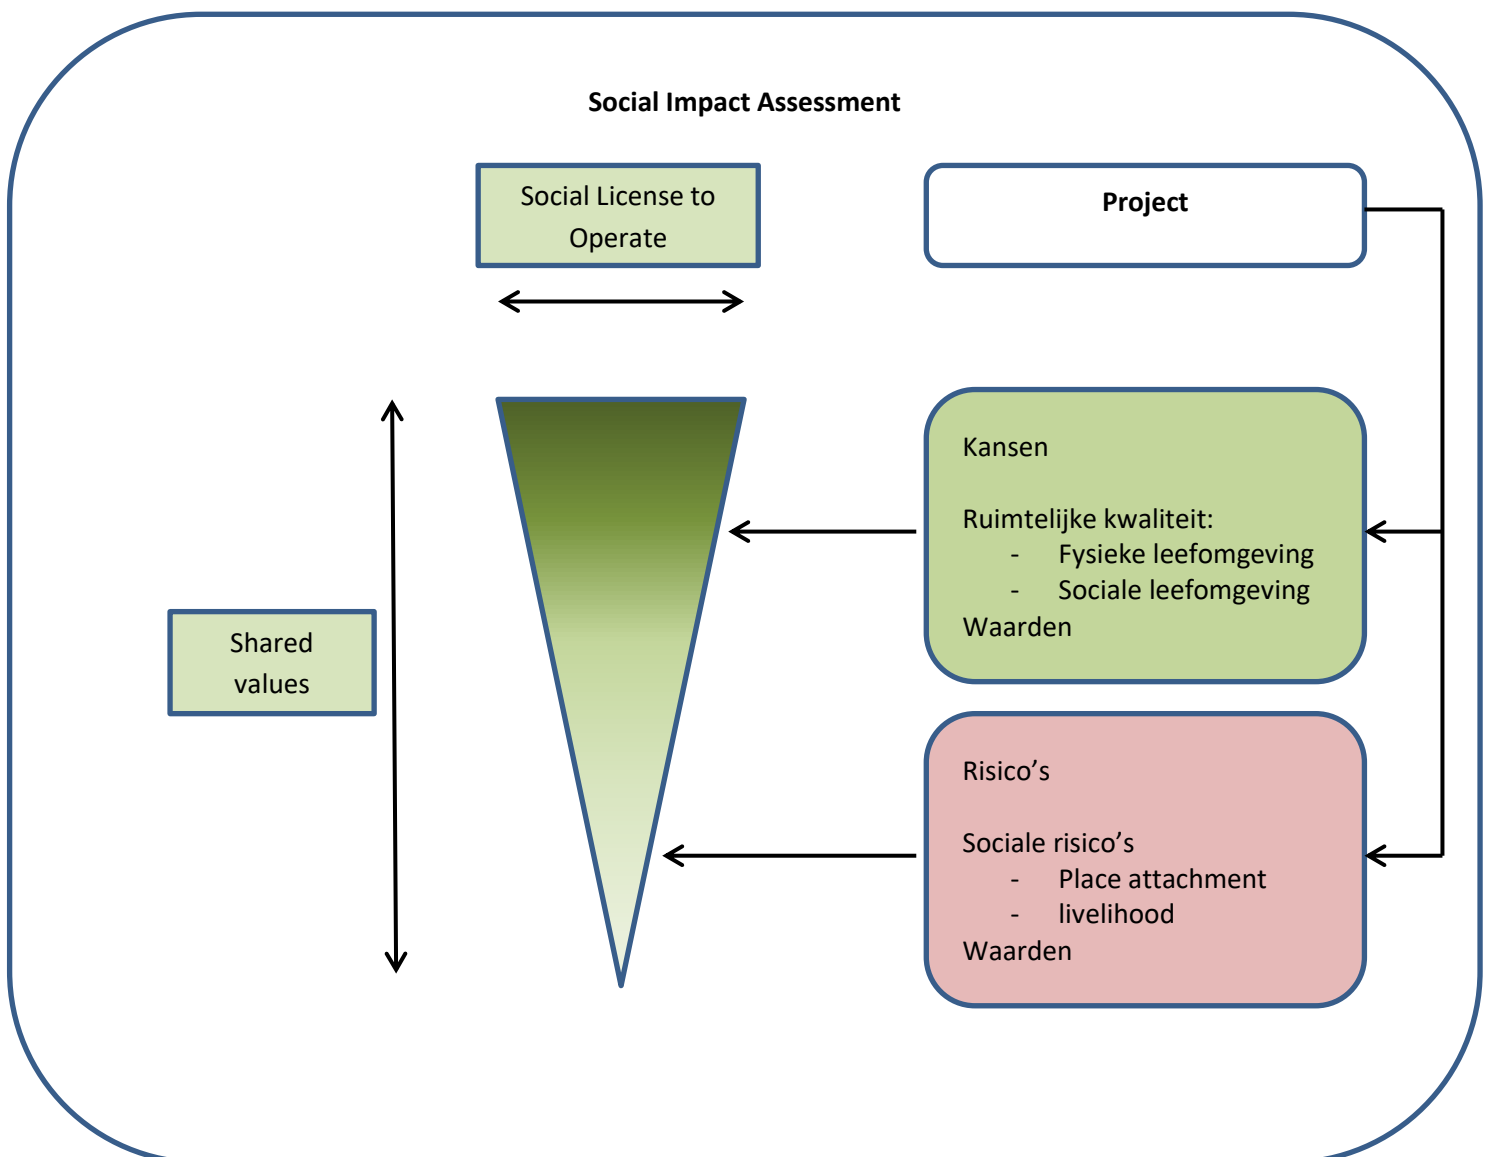 Social Impact Assessment
Social License to
Operate
Project
Kansen
Ruimtelijke kwaliteit:
- Fysieke leefomgeving
- Sociale leefomgeving
Waarden
Shared
values
Risico’s
Sociale risico’s
- Place attachment
- livelihood
Waarden